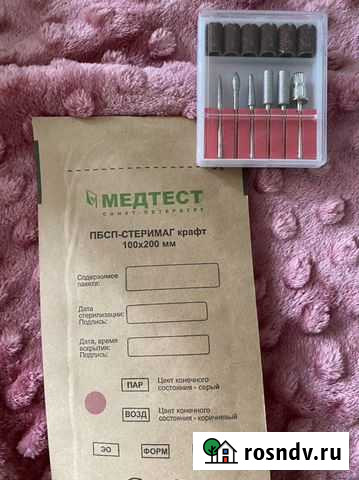 МЕДТЕСТ
САНКТ-ПЕТЕРБУРГ
ПБСП-СТЕРИМАГ крафт
100х200 мм
Содержимое
пакета:
Дата
стерилизации:
Подпись:
Дата, время
вскрытия:
Подпись:
ПАР
Цвет конечного
состояния - серый
ВОЗД
Цвет конечного
состояния - коричневый
ЭО
ФОРМ
rosndv.ru